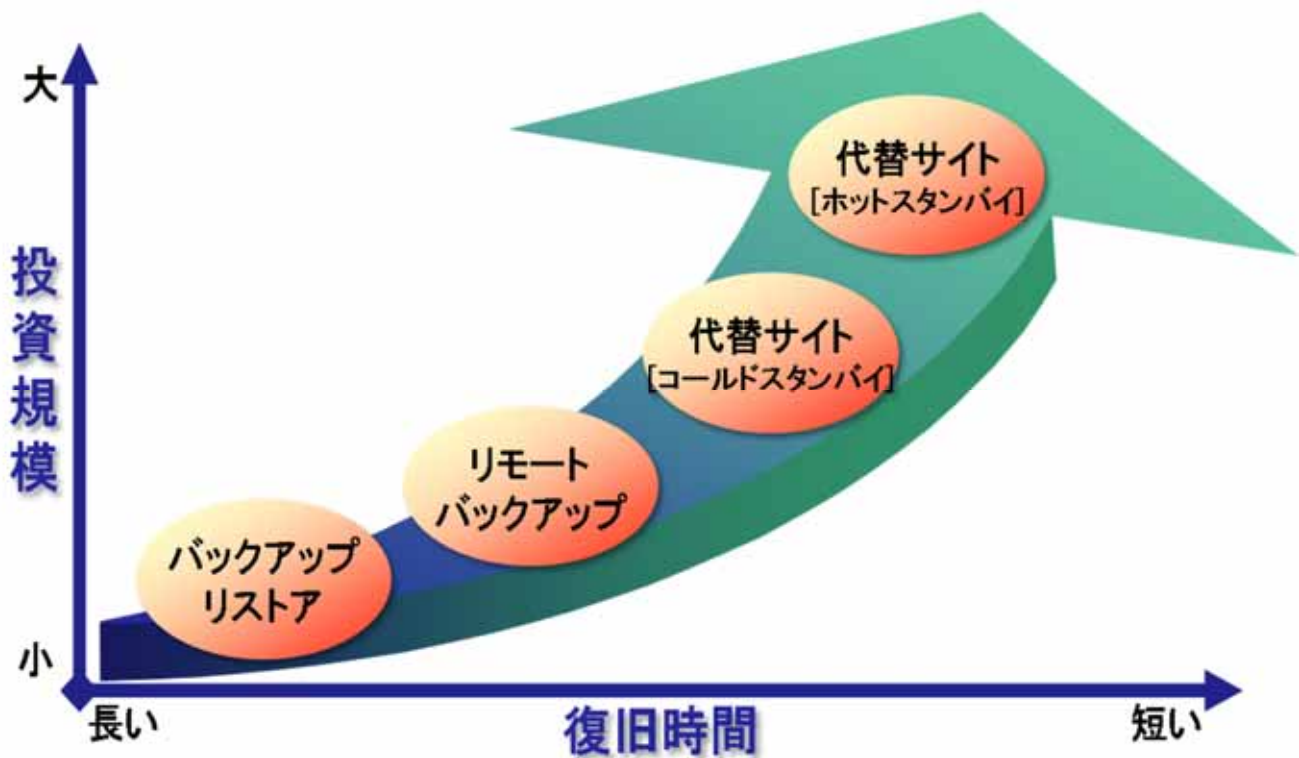 大
投資規模
小
長い
復旧時間
短い
バックアップ
リストア
リモート
バックアップ
代替サイト
[コールドスタンバイ]
代替サイト
[ホットスタンバイ]